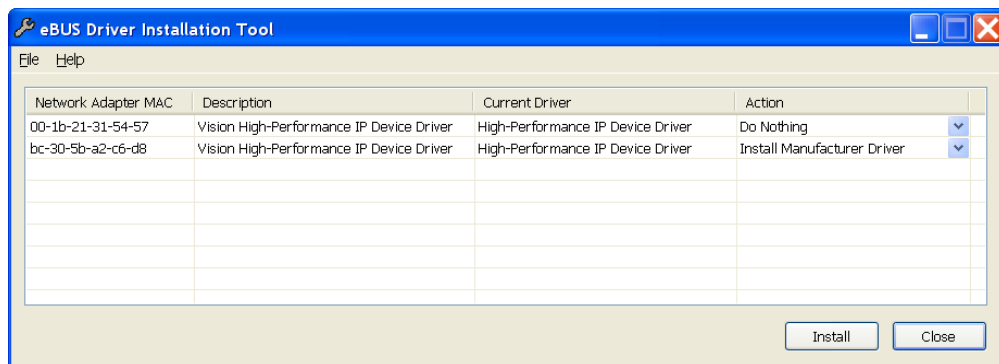 eBUS Driver Installation Tool
File Help
Network Adapter MAC Description Current Driver Action
00-1b-21-31-54-57 Vision High-Performance IP Device Driver High-Performance IP Device Driver Do Nothing
bc-30-5b-a2-c6-d8 Vision High-Performance IP Device Driver High-Performance IP Device Driver Install Manufacturer Driver
Install Close